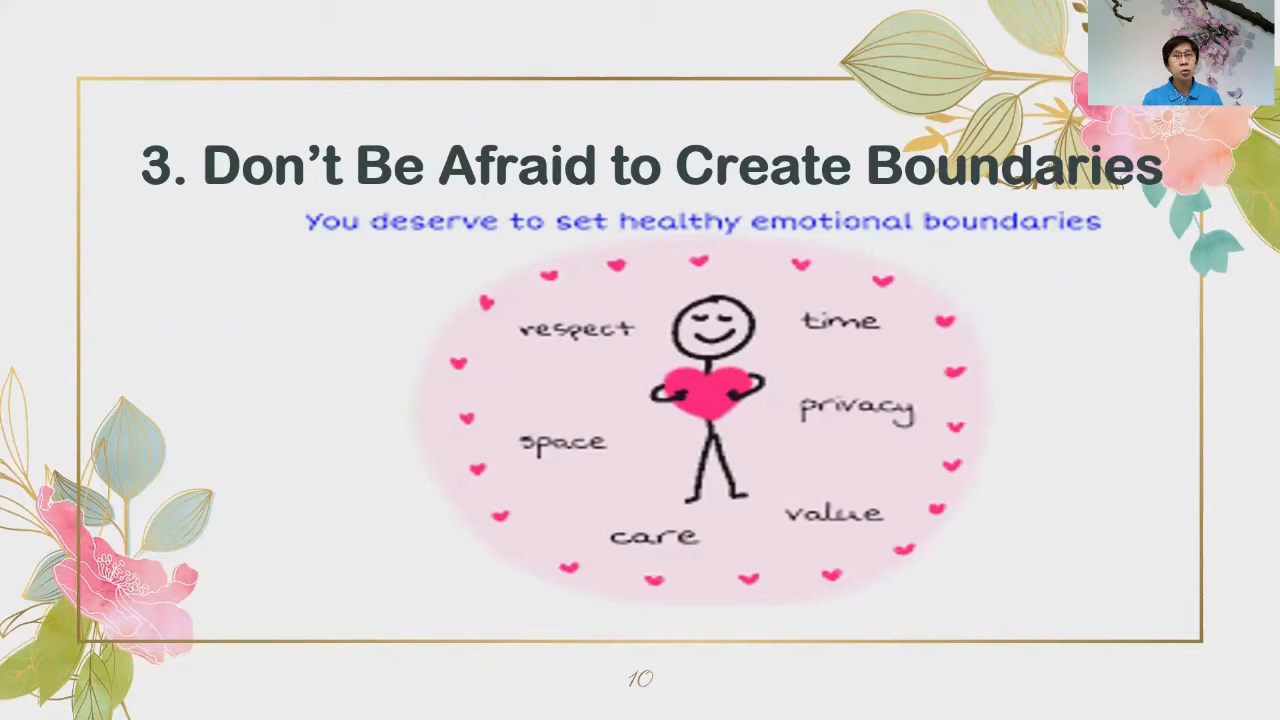 3. Don’t Be Afraid to Create Boundaries
You deserve to set healthy emotional boundaries
respect
time
privacy
space
value
care
10